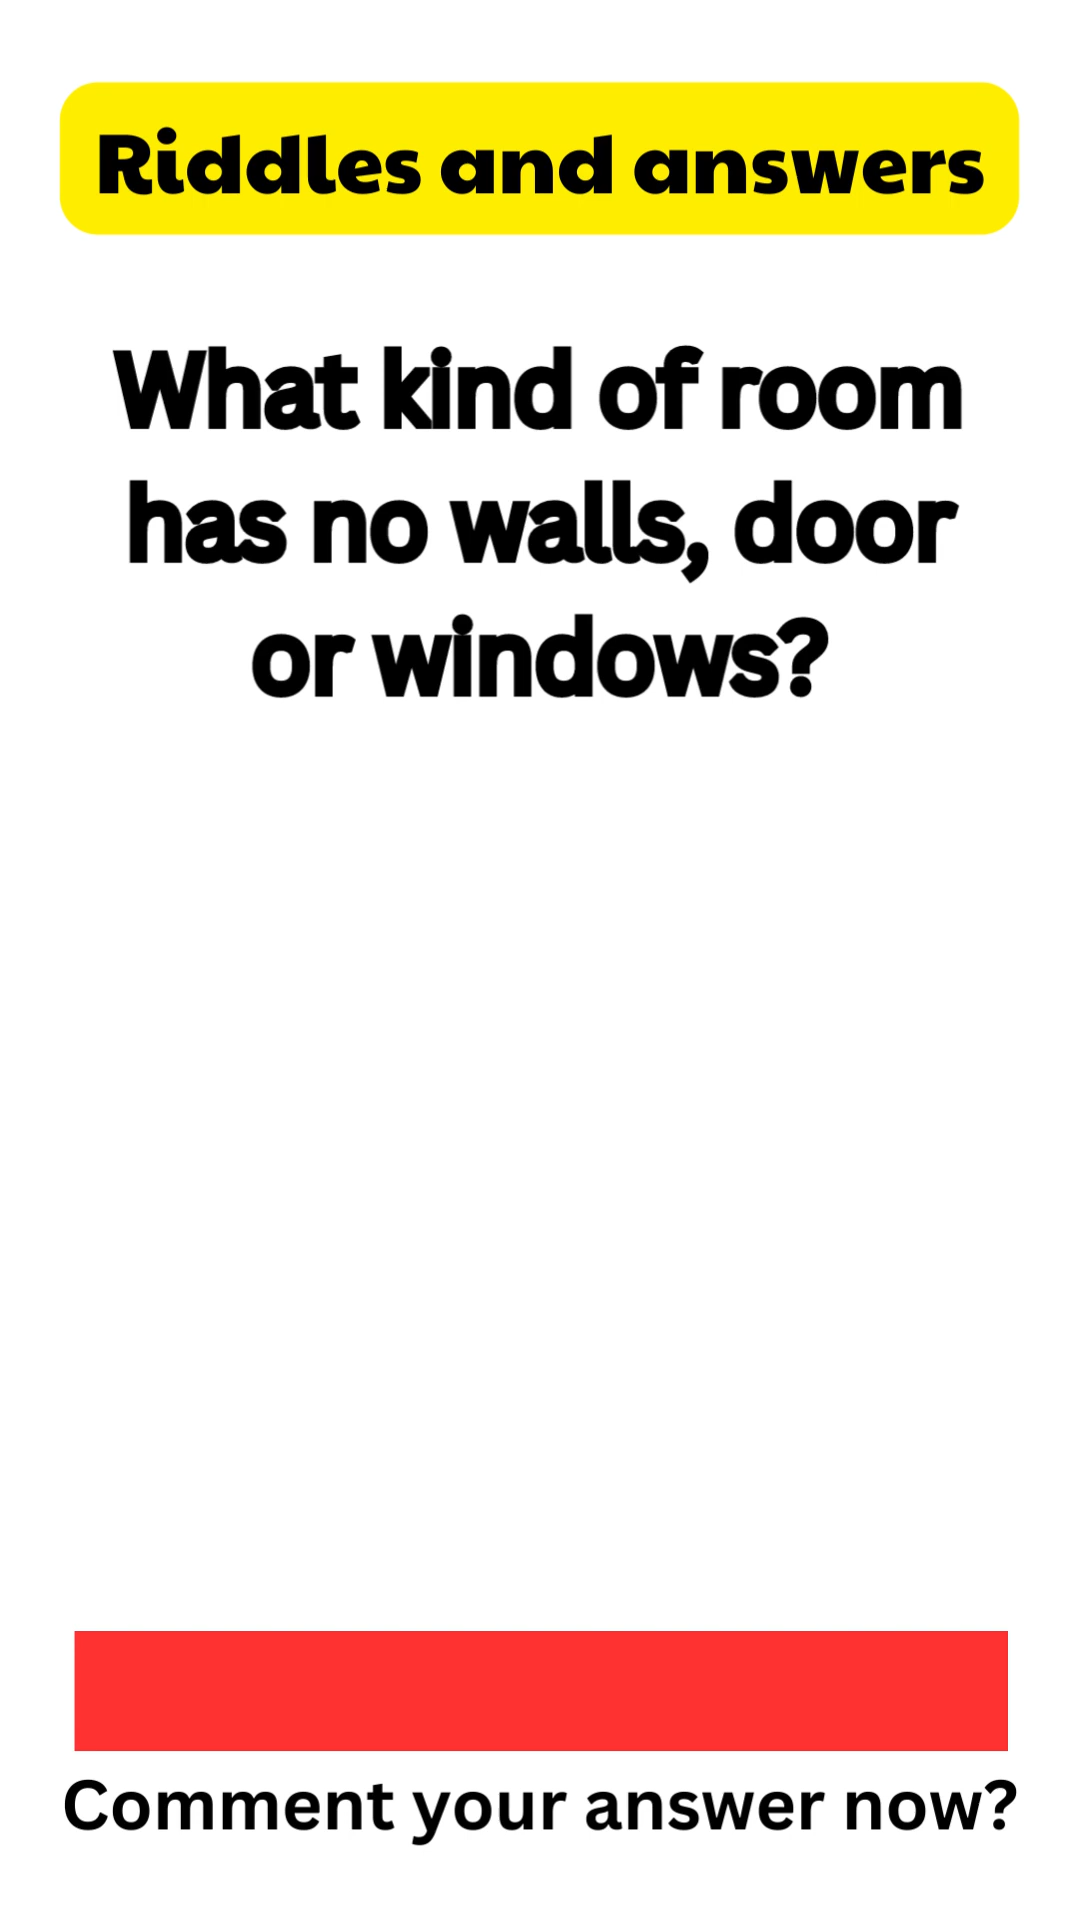 Riddles and answers
What kind of room
has no walls, door
or windows?
Comment your answer now?